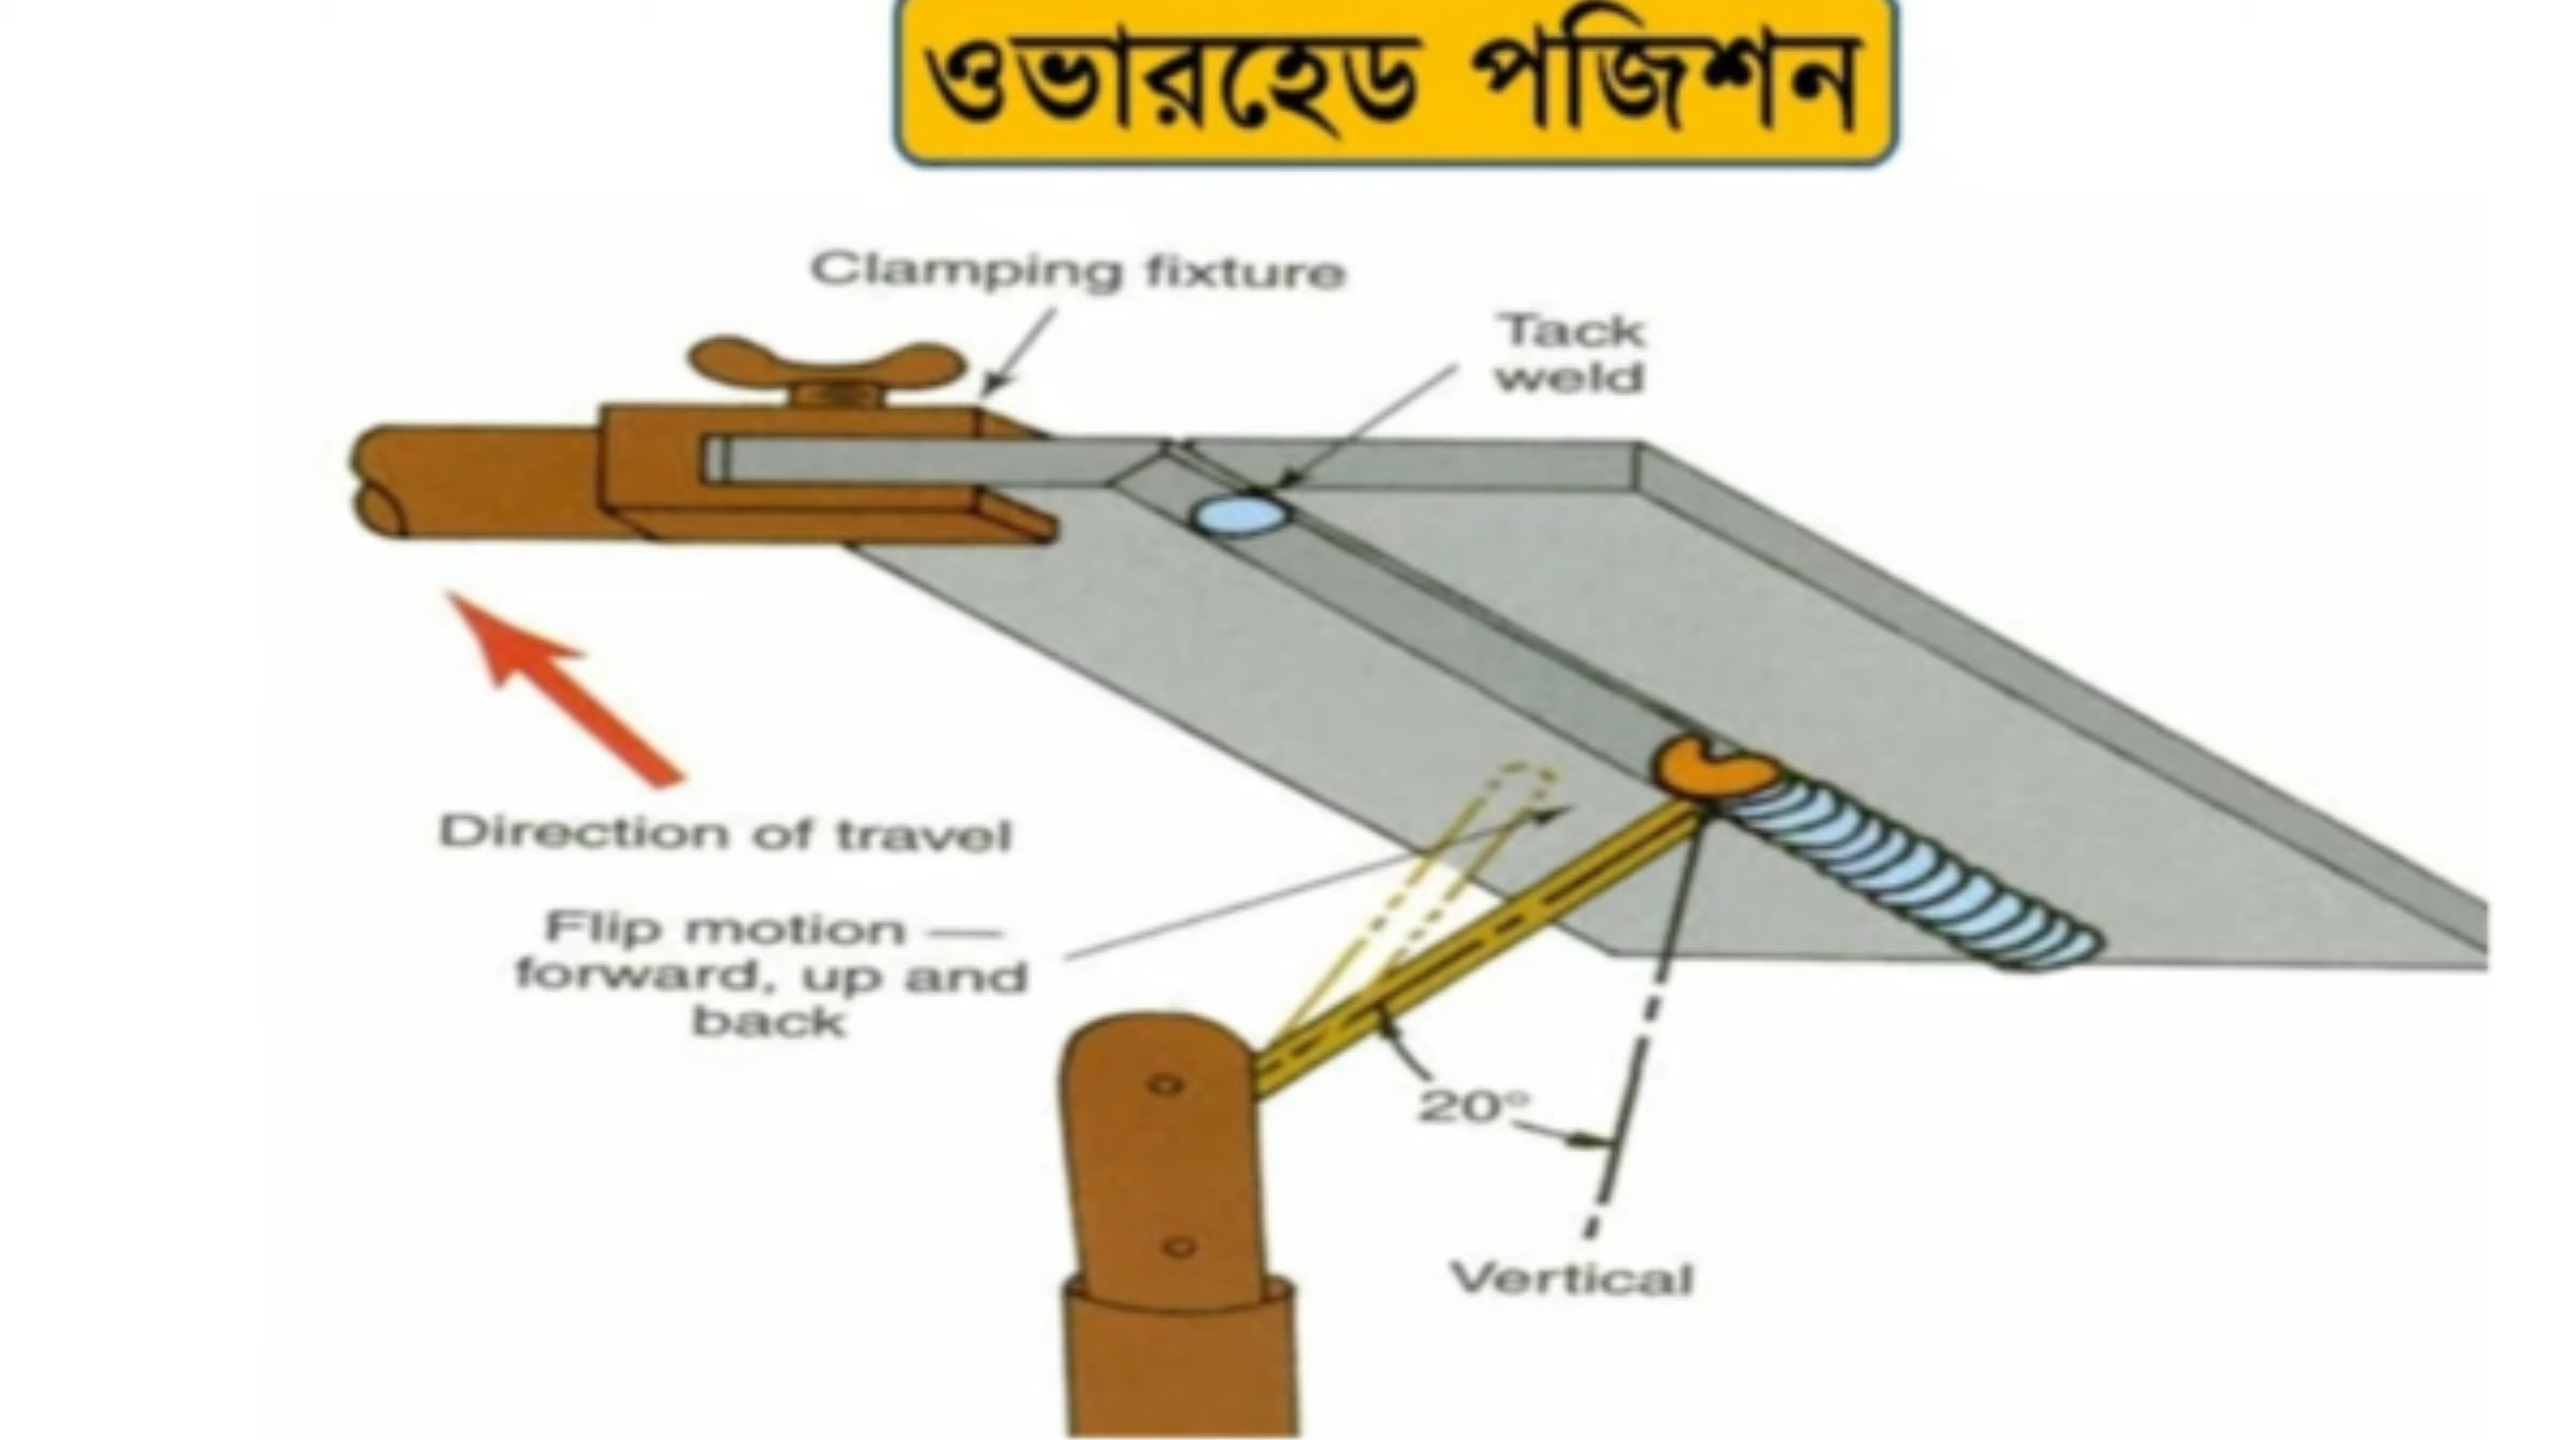 ওভারহেড পজিশন
Clamping fixture
Tack
weld
Direction of travel
Flip motion —
forward, up and
back
20°
Vertical